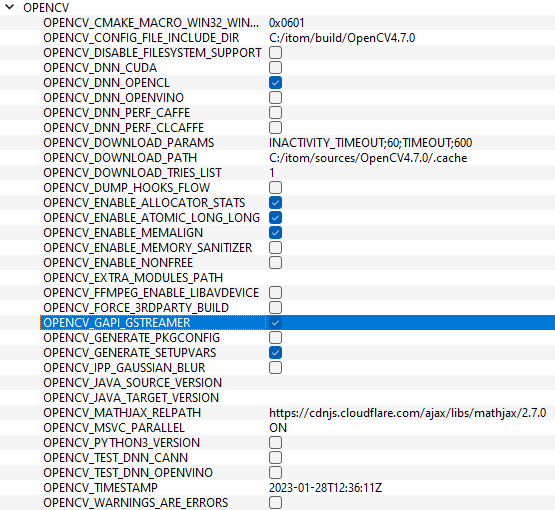 OPENCV
OPENCV_CMAKE_MACRO_WIN32_WIN... 0x0601
OPENCV_CONFIG_FILE_INCLUDE_DIR C:/itom/build/OpenCV4.7.0
OPENCV_DISABLE_FILESYSTEM_SUPPORT
OPENCV_DNN_CUDA
OPENCV_DNN_OPENCL
OPENCV_DNN_OPENVINO
OPENCV_DNN_PERF_CAFFE
OPENCV_DNN_PERF_CLCAFFE
OPENCV_DOWNLOAD_PARAMS INACTIVITY_TIMEOUT;60;TIMEOUT;600
OPENCV_DOWNLOAD_PATH C:/itom/sources/OpenCV4.7.0/.cache
OPENCV_DOWNLOAD_TRIES_LIST 1
OPENCV_DUMP_HOOKS_FLOW
OPENCV_ENABLE_ALLOCATOR_STATS
OPENCV_ENABLE_ATOMIC_LONG_LONG
OPENCV_ENABLE_MEMALIGN
OPENCV_ENABLE_MEMORY_SANITIZER
OPENCV_ENABLE_NONFREE
OPENCV_EXTRA_MODULES_PATH
OPENCV_FFMPEG_ENABLE_LIBAVDEVICE
OPENCV_FORCE_3RDPARTY_BUILD
OPENCV_GAPI_GSTREAMER
OPENCV_GENERATE_PKGCONFIG
OPENCV_GENERATE_SETUPVARS
OPENCV_IPP_GAUSSIAN_BLUR
OPENCV_JAVA_SOURCE_VERSION
OPENCV_JAVA_TARGET_VERSION
OPENCV_MATHJAX_RELPATH https://cdnjs.cloudflare.com/ajax/libs/mathjax/2.7.0
OPENCV_MSVC_PARALLEL ON
OPENCV_PYTHON3_VERSION
OPENCV_TEST_DNN_CANN
OPENCV_TEST_DNN_OPENVINO
OPENCV_TIMESTAMP 2023-01-28T12:36:11Z
OPENCV_WARNINGS_ARE_ERRORS